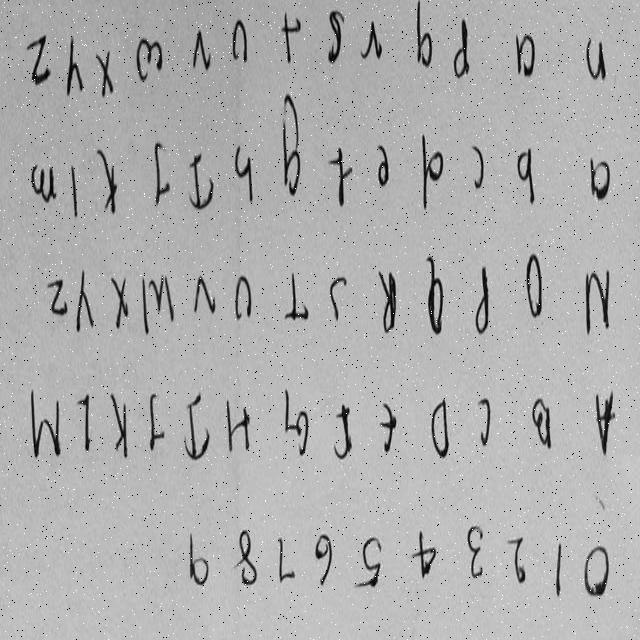 0 1 2 3 4 5 6 7 8 9
A B C D E F G H I J K L M
N O P Q R S T U V W X Y Z
a b c d e f g h i j k l m
n o p q r s t u v w x y z